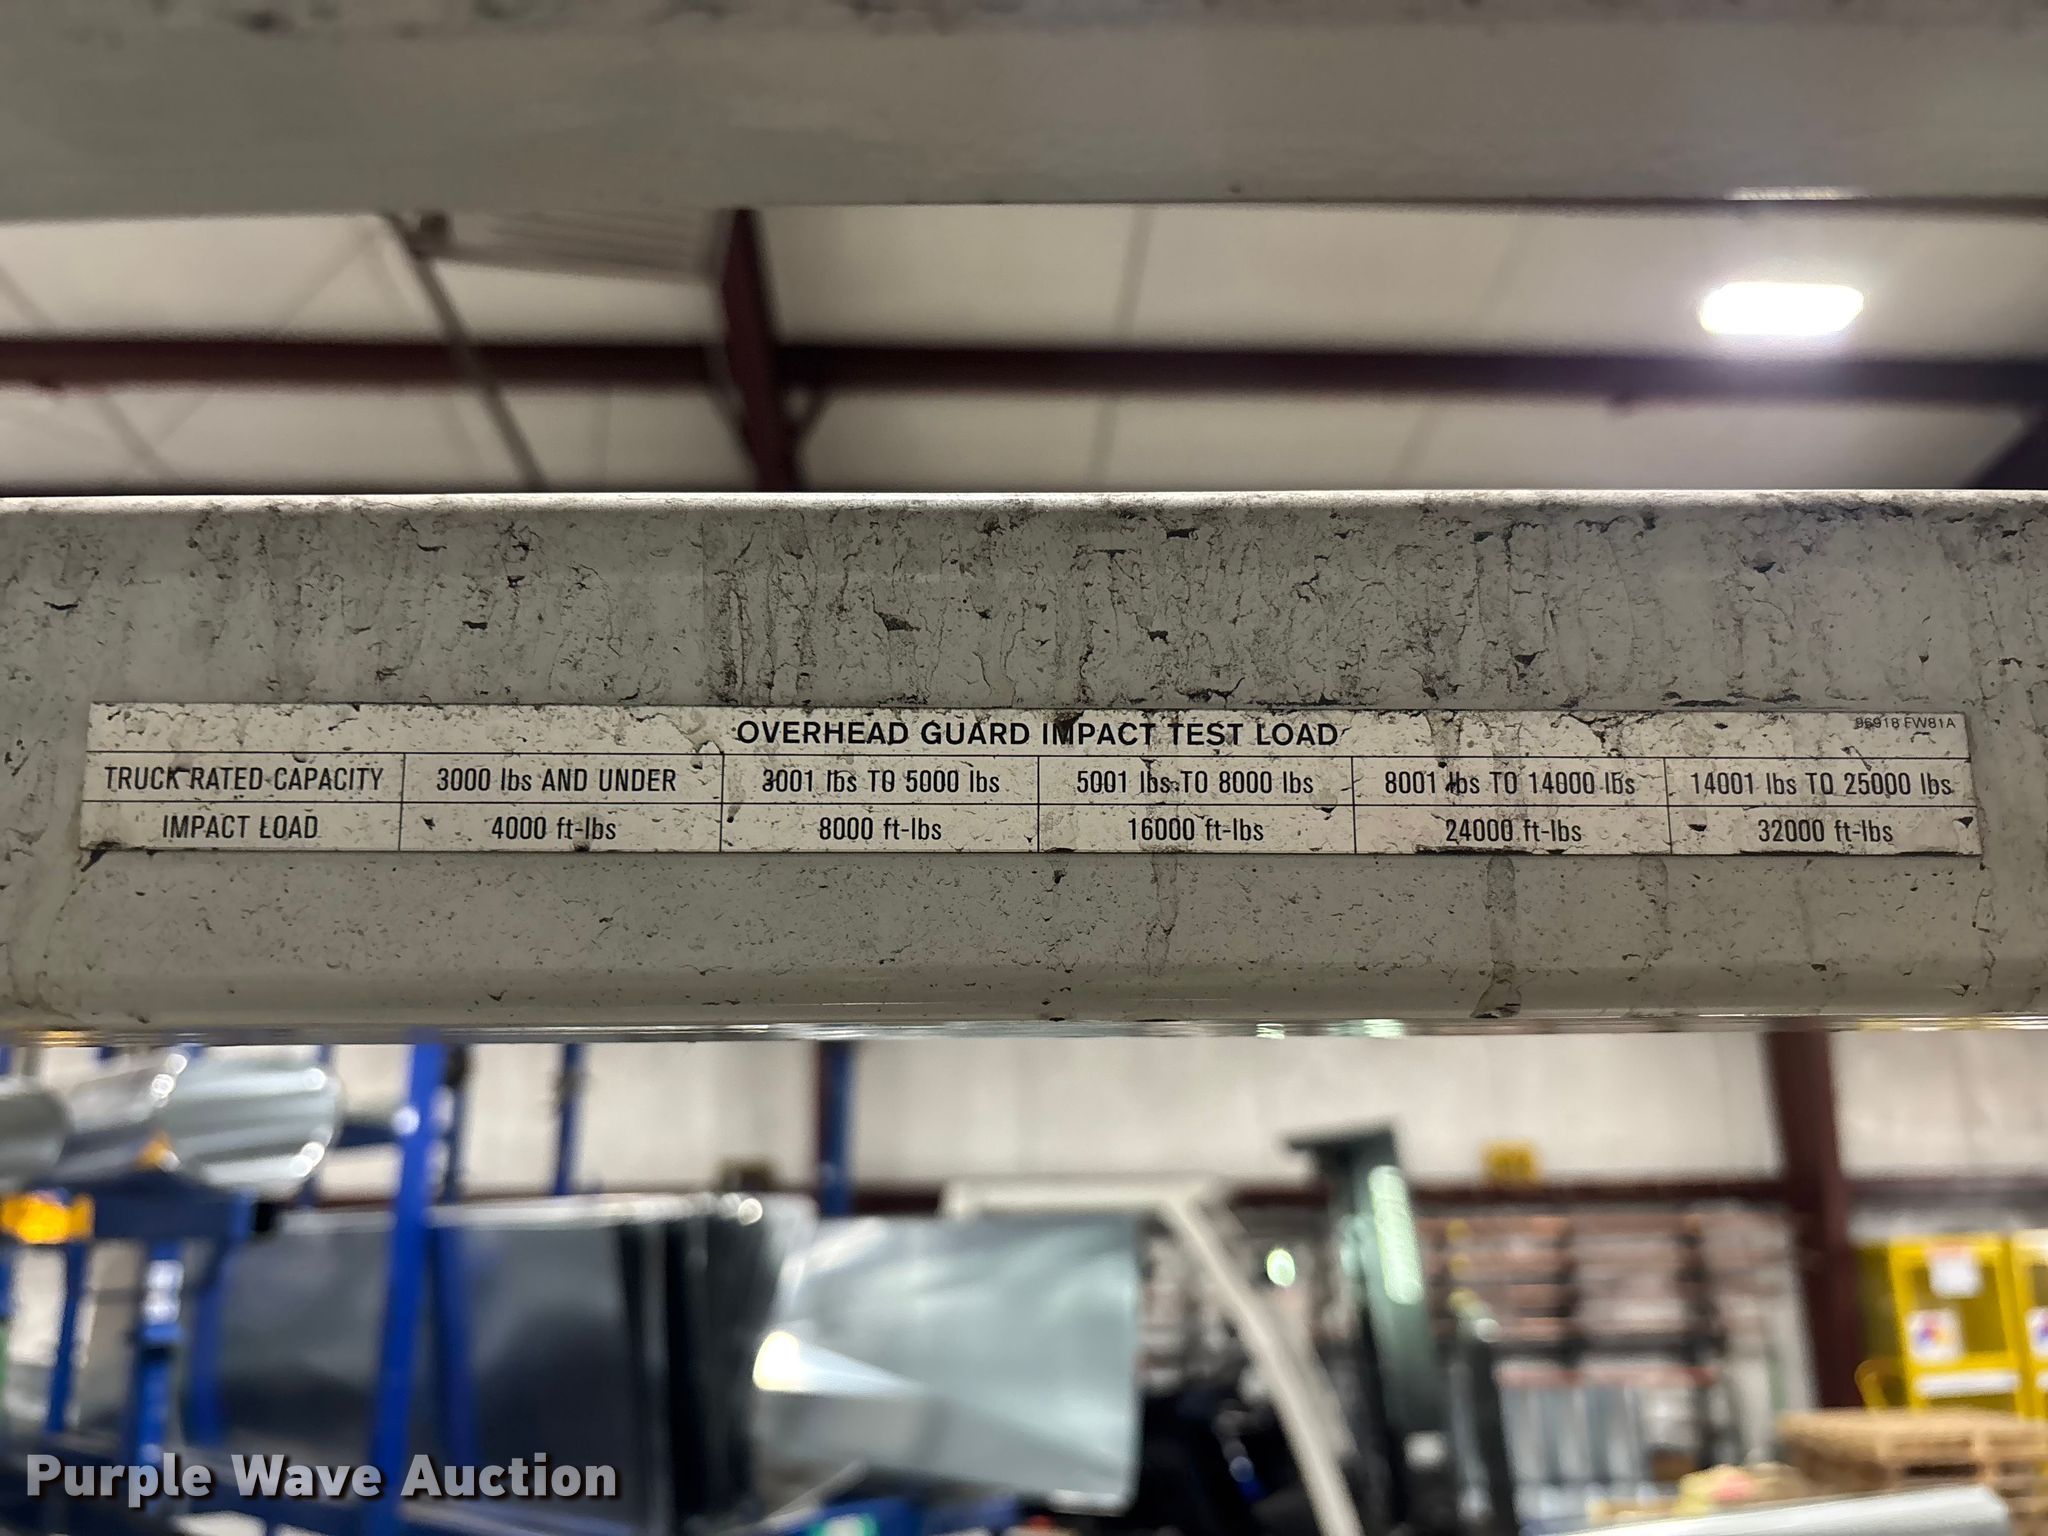 OVERHEAD GUARD IMPACT TEST LOAD 96918 FW81A
TRUCK RATED CAPACITY 3000 lbs AND UNDER 3001 lbs TO 5000 lbs 5001 lbs TO 8000 lbs 8001 lbs TO 14000 lbs 14001 lbs TO 25000 lbs
IMPACT LOAD 4000 ft-lbs 8000 ft-lbs 16000 ft-lbs 24000 ft-lbs 32000 ft-lbs
Purple Wave Auction